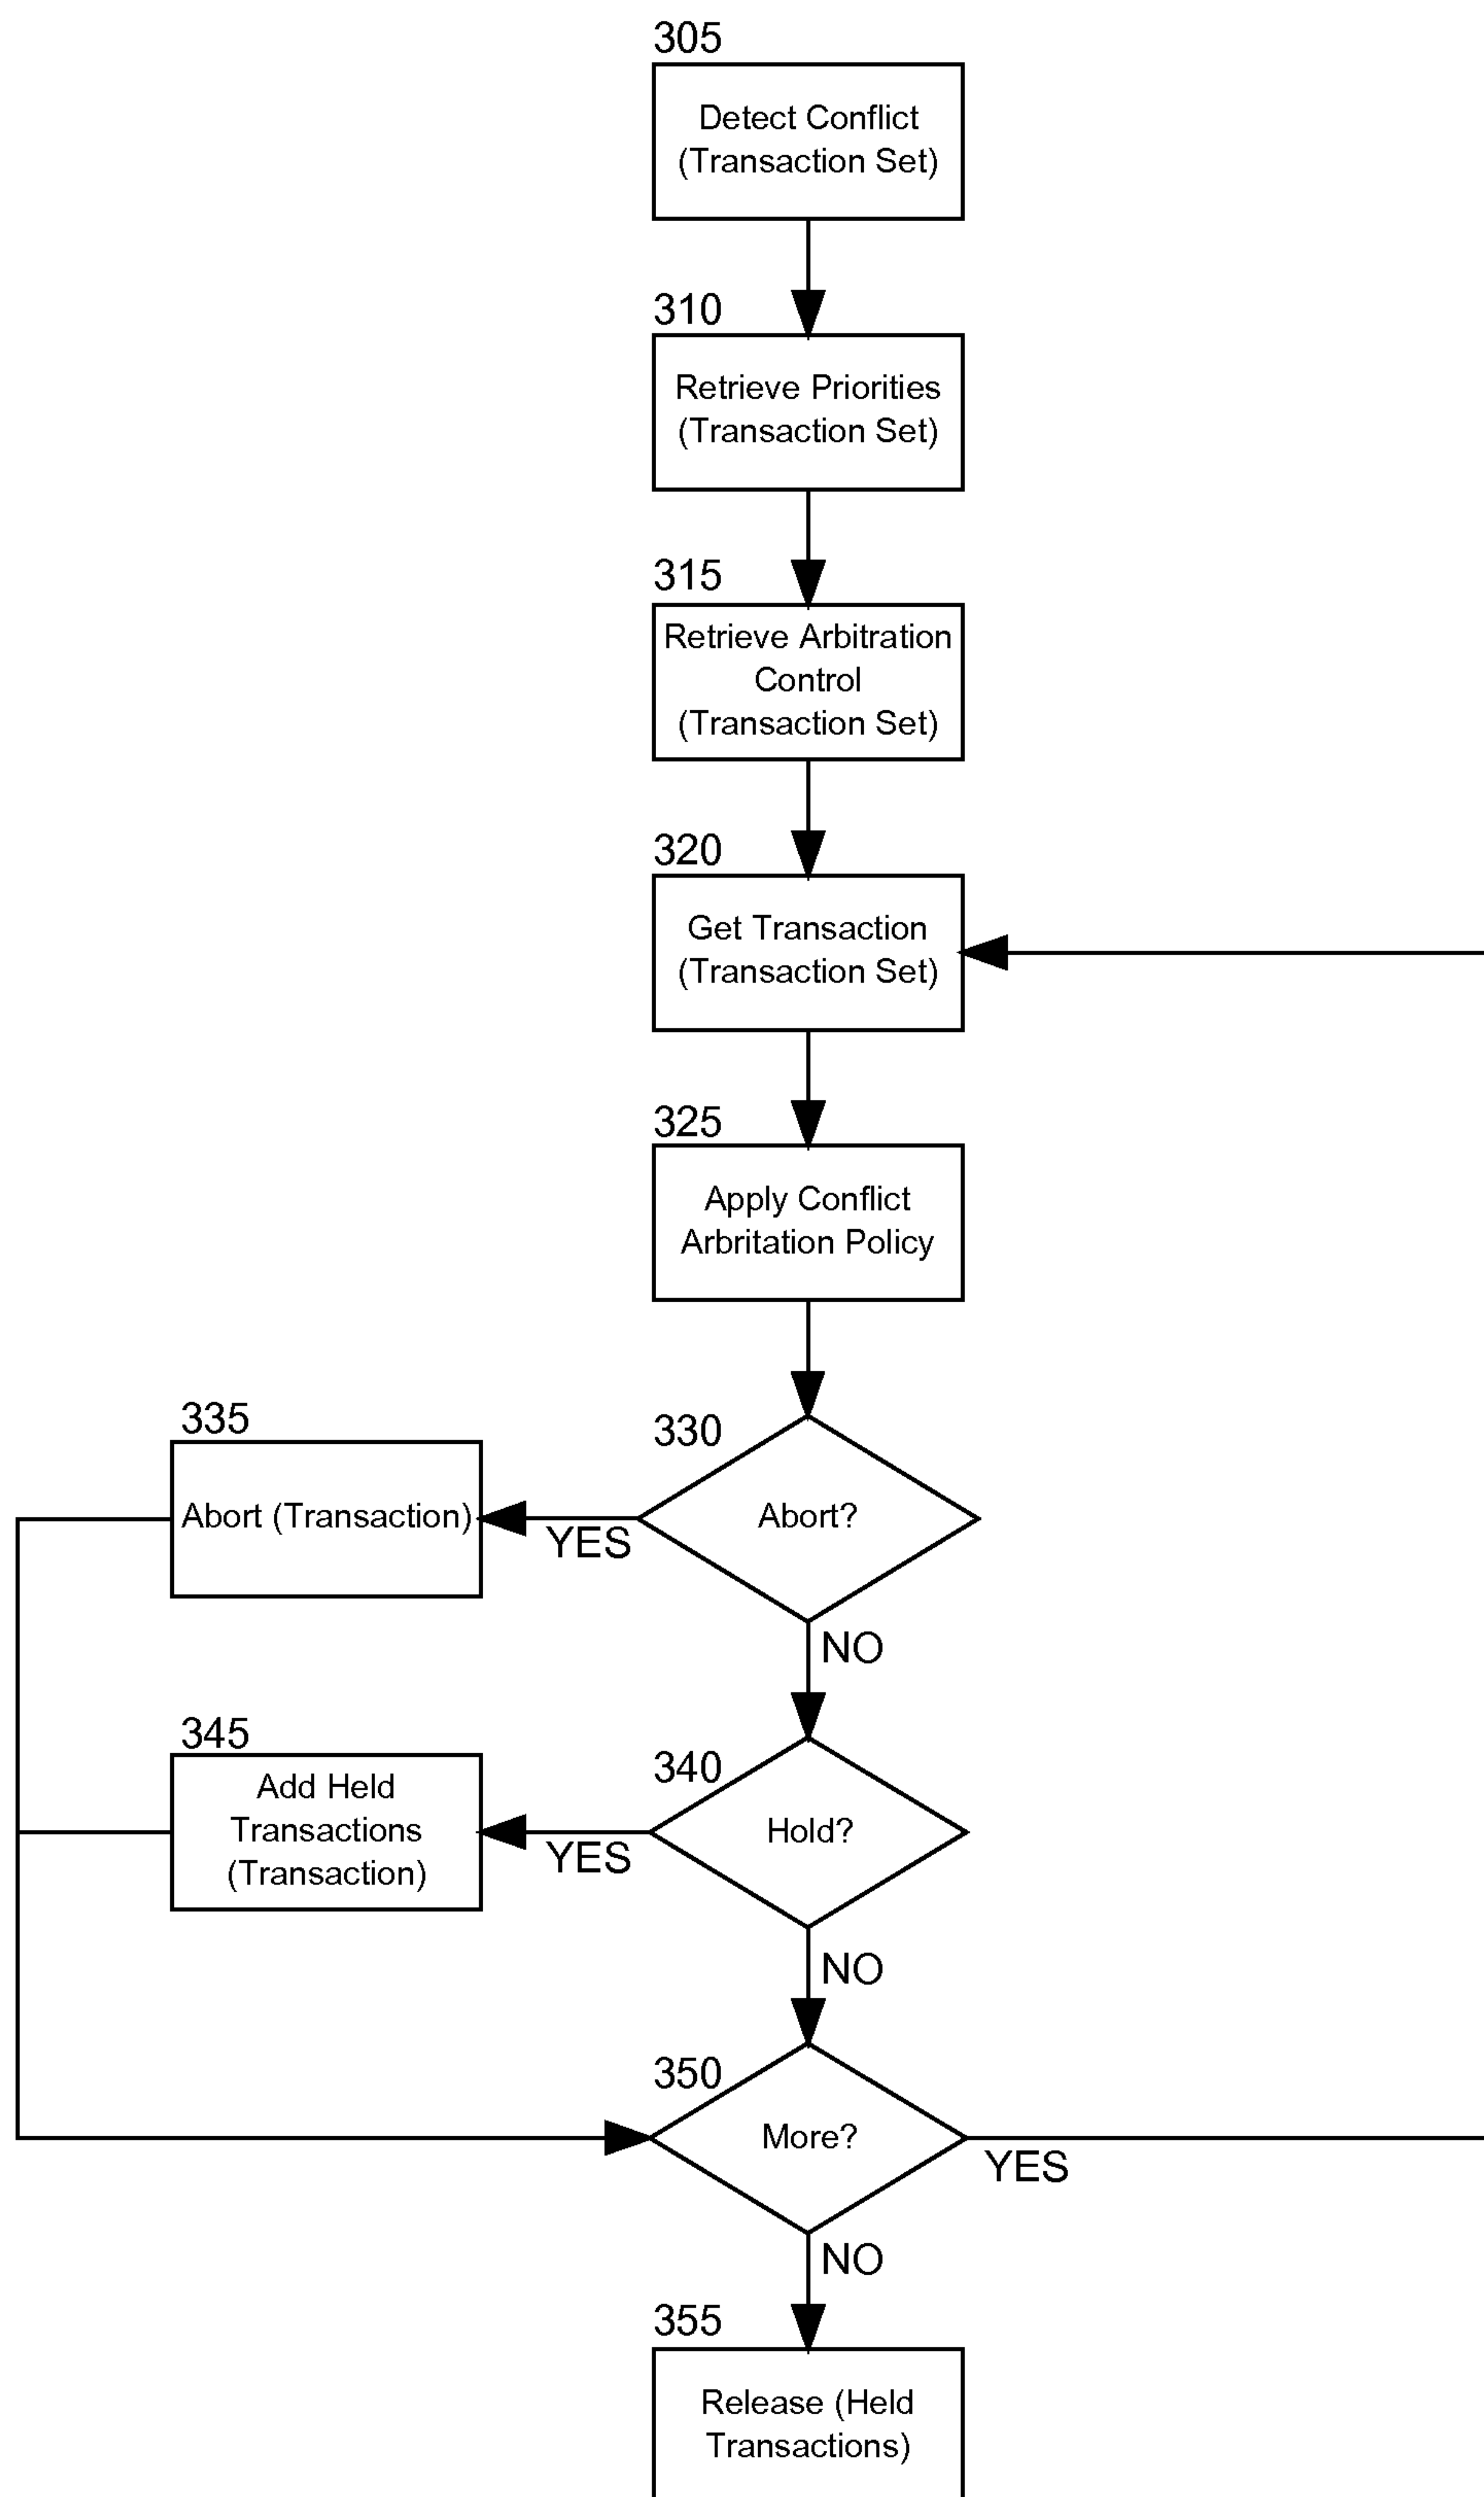 305
Detect Conflict
(Transaction Set)
310
Retrieve Priorities
(Transaction Set)
315
Retrieve Arbitration
Control
(Transaction Set)
320
Get Transaction
(Transaction Set)
325
Apply Conflict
Arbritation Policy
335
Abort (Transaction)
330
Abort?
YES
NO
345
Add Held
Transactions
(Transaction)
340
Hold?
YES
NO
350
More?
YES
NO
355
Release (Held
Transactions)